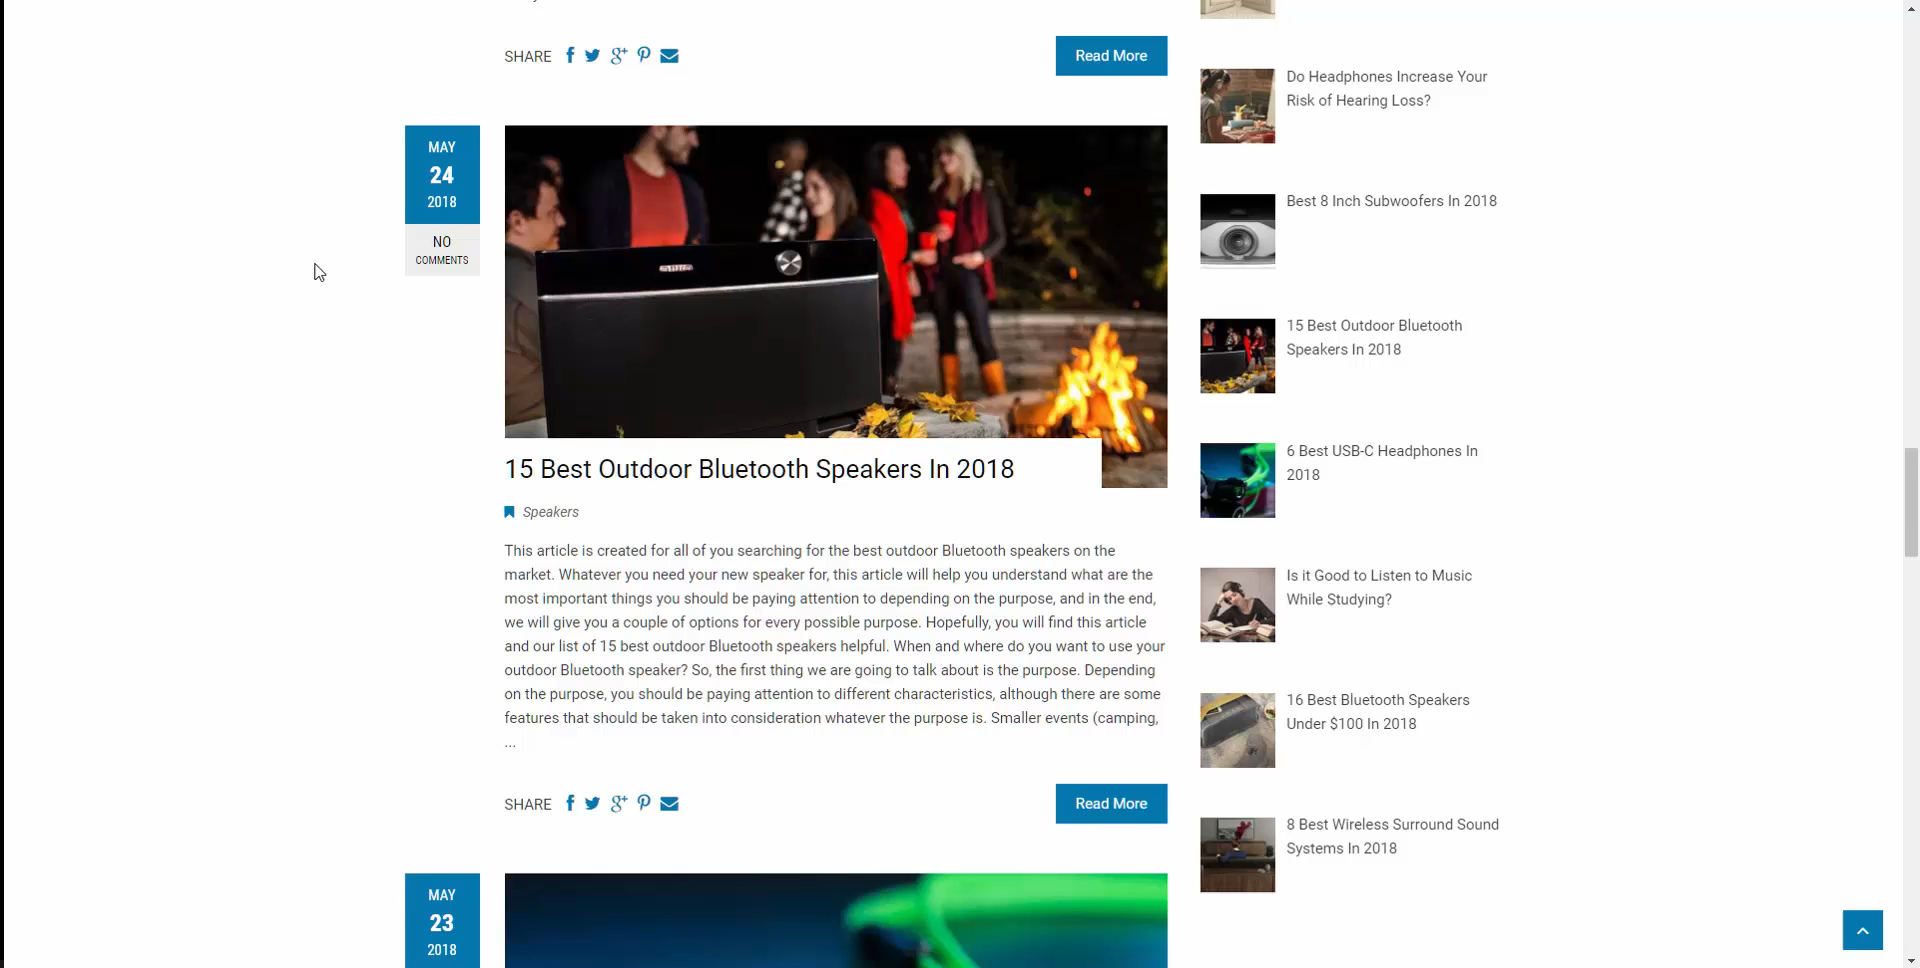 SHARE
Read More
MAY
24
2018
NO
COMMENTS
15 Best Outdoor Bluetooth Speakers In 2018
Speakers
This article is created for all of you searching for the best outdoor Bluetooth speakers on the
market. Whatever you need your new speaker for, this article will help you understand what are the
most important things you should be paying attention to depending on the purpose, and in the end,
we will give you a couple of options for every possible purpose. Hopefully, you will find this article
and our list of 15 best outdoor Bluetooth speakers helpful. When and where do you want to use your
outdoor Bluetooth speaker? So, the first thing we are going to talk about is the purpose. Depending
on the purpose, you should be paying attention to different characteristics, although there are some
features that should be taken into consideration whatever the purpose is. Smaller events (camping,
...
SHARE
Read More
MAY
23
2018
Do Headphones Increase Your
Risk of Hearing Loss?
Best 8 Inch Subwoofers In 2018
15 Best Outdoor Bluetooth
Speakers In 2018
6 Best USB-C Headphones In
2018
Is it Good to Listen to Music
While Studying?
16 Best Bluetooth Speakers
Under $100 In 2018
8 Best Wireless Surround Sound
Systems In 2018